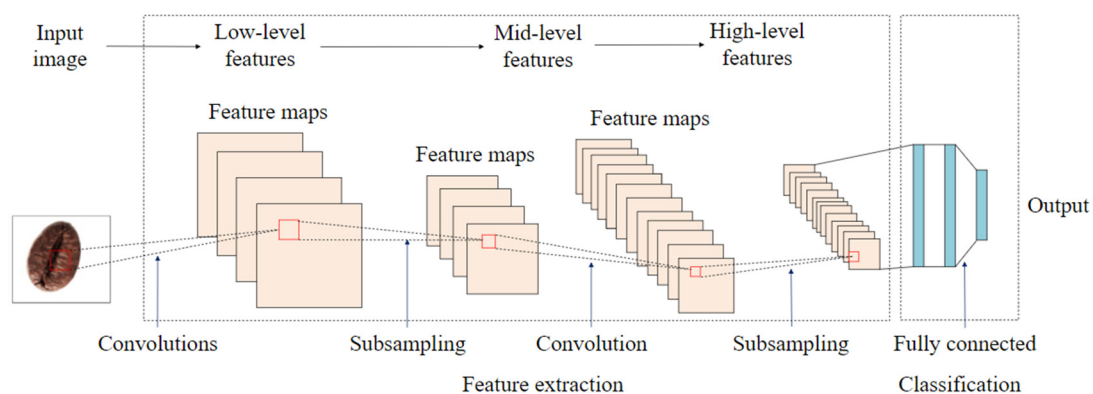 Input
image
Low-level
features
Mid-level
features
High-level
features
Feature maps
Feature maps
Feature maps
Output
Convolutions
Subsampling
Convolution
Subsampling
Fully connected
Feature extraction
Classification